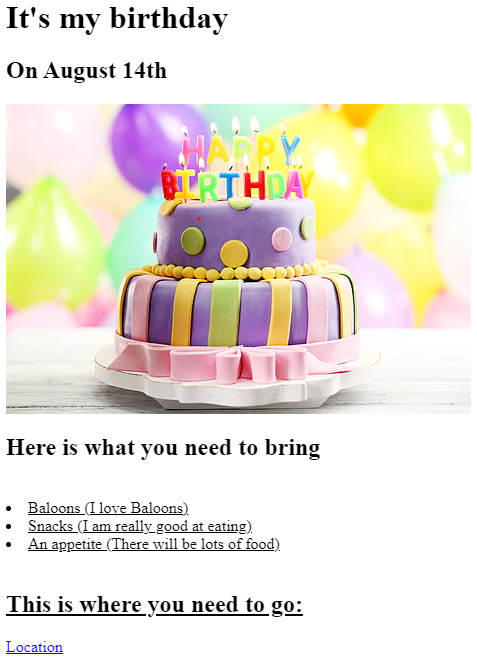 It's my birthday
On August 14th
HAPPY
BIRTHDAY
Here is what you need to bring
Baloons (I love Baloons)
Snacks (I am really good at eating)
An appetite (There will be lots of food)
This is where you need to go:
Location